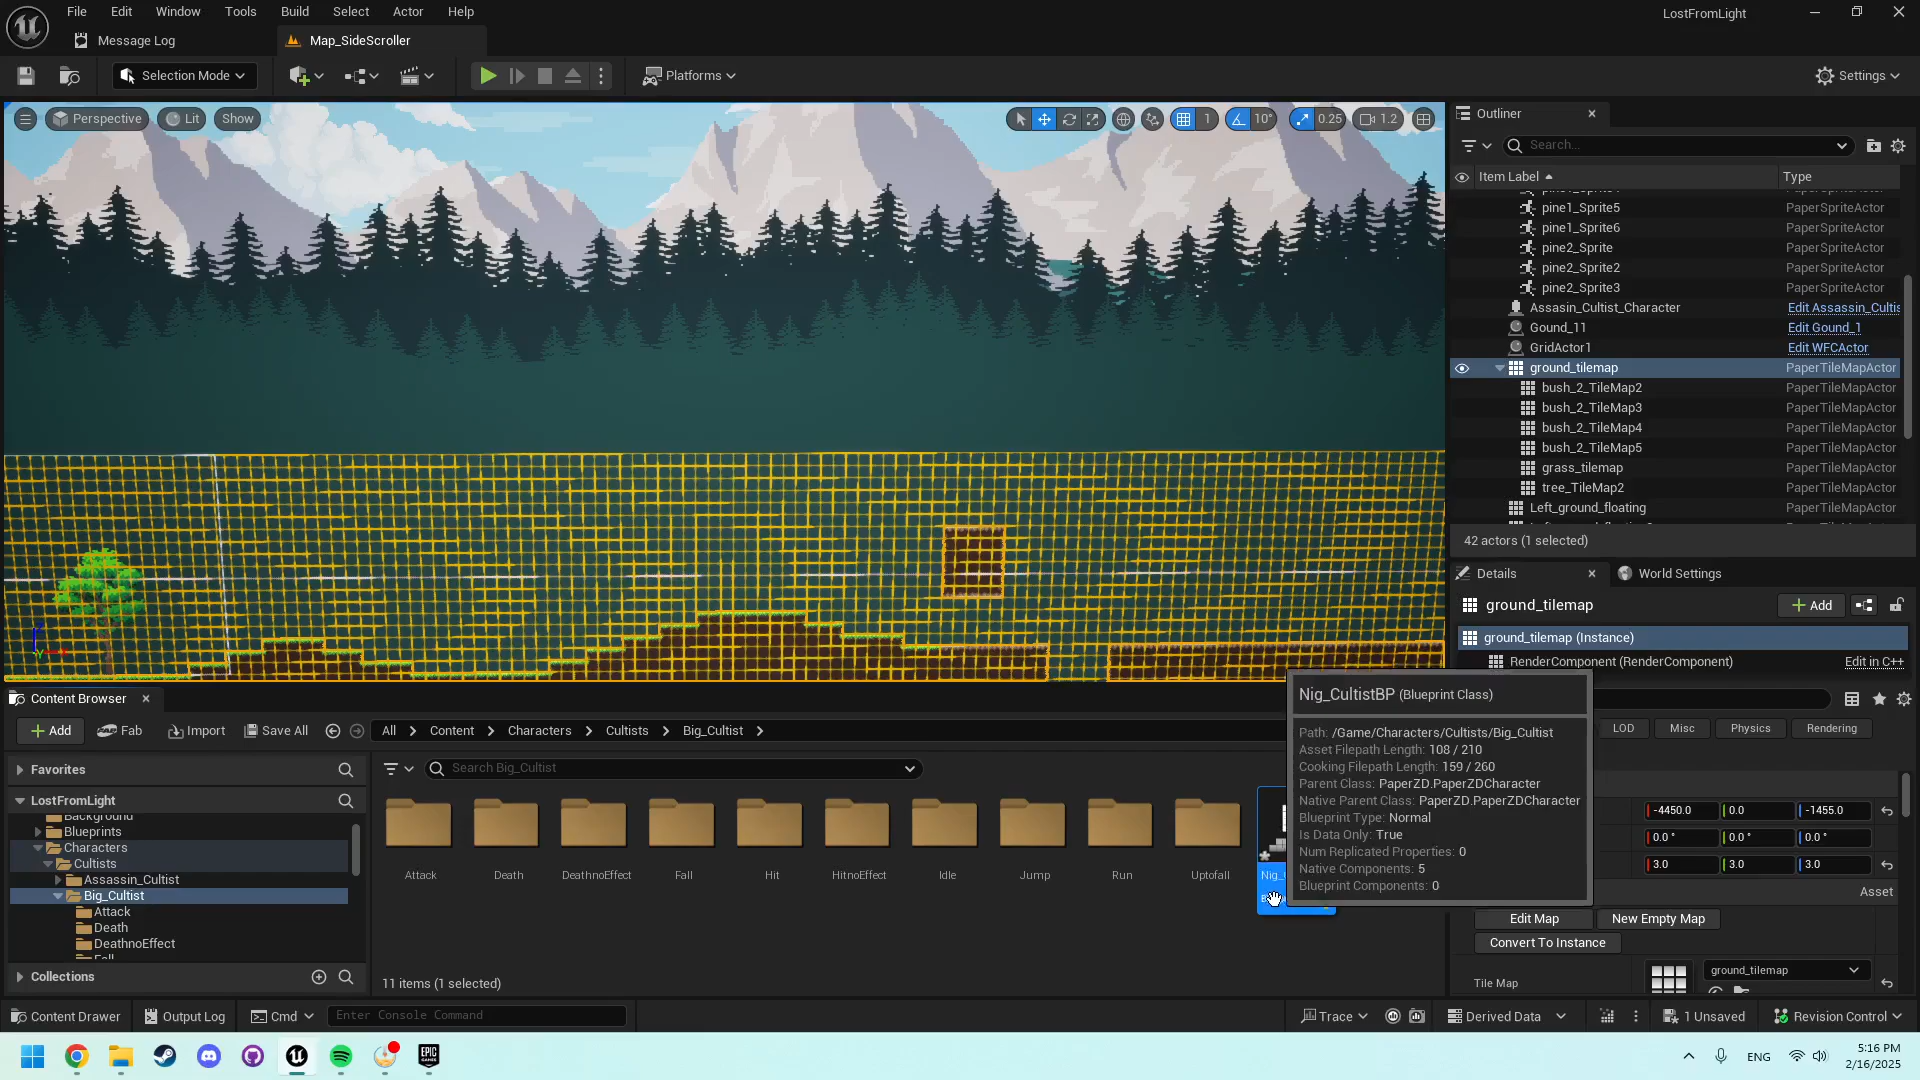 File Edit Window Tools Build Select Actor Help
LostFromLight
Message Log
Map_SideScroller
Selection Mode
Platforms
Settings
Perspective Lit Show
1 10° 0.25 1.2
Outliner
Search...
Item Label Type
pine1_Sprite5 PaperSpriteActor
pine1_Sprite6 PaperSpriteActor
pine2_Sprite PaperSpriteActor
pine2_Sprite2 PaperSpriteActor
pine2_Sprite3 PaperSpriteActor
Assasin_Cultist_Character Edit Assassin_Cultis
Gound_11 Edit Gound_1
GridActor1 Edit WFCActor
ground_tilemap PaperTileMapActor
bush_2_TileMap2 PaperTileMapActor
bush_2_TileMap3 PaperTileMapActor
bush_2_TileMap4 PaperTileMapActor
bush_2_TileMap5 PaperTileMapActor
grass_tilemap PaperTileMapActor
tree_TileMap2 PaperTileMapActor
Left_ground_floating PaperTileMapActor
42 actors (1 selected)
Details
World Settings
ground_tilemap
Add
ground_tilemap (Instance)
RenderComponent (RenderComponent) Edit in C++
LOD Misc Physics Rendering
-4450.0 0.0 -1455.0
0.0 ° 0.0 ° 0.0 °
3.0 3.0 3.0
Asset
Edit Map New Empty Map
Convert To Instance
Tile Map
ground_tilemap
Content Browser
Add Fab Import Save All
All Content Characters Cultists Big_Cultist
Favorites
Search Big_Cultist
LostFromLight
Background
Blueprints
Characters
Cultists
Assassin_Cultist
Big_Cultist
Attack
Death
DeathnoEffect
Fall
Collections
Attack Death DeathnoEffect Fall Hit HitnoEffect Idle Jump Run Uptofall
11 items (1 selected)
Nig_CultistBP (Blueprint Class)
Path: /Game/Characters/Cultists/Big_Cultist
Asset Filepath Length: 108 / 210
Cooking Filepath Length: 159 / 260
Parent Class: PaperZD.PaperZDCharacter
Native Parent Class: PaperZD.PaperZDCharacter
Blueprint Type: Normal
Is Data Only: True
Num Replicated Properties: 0
Native Components: 5
Blueprint Components: 0
Content Drawer Output Log Cmd Enter Console Command
Trace Derived Data 1 Unsaved Revision Control
EPIC GAMES
ENG
5:16 PM
2/16/2025